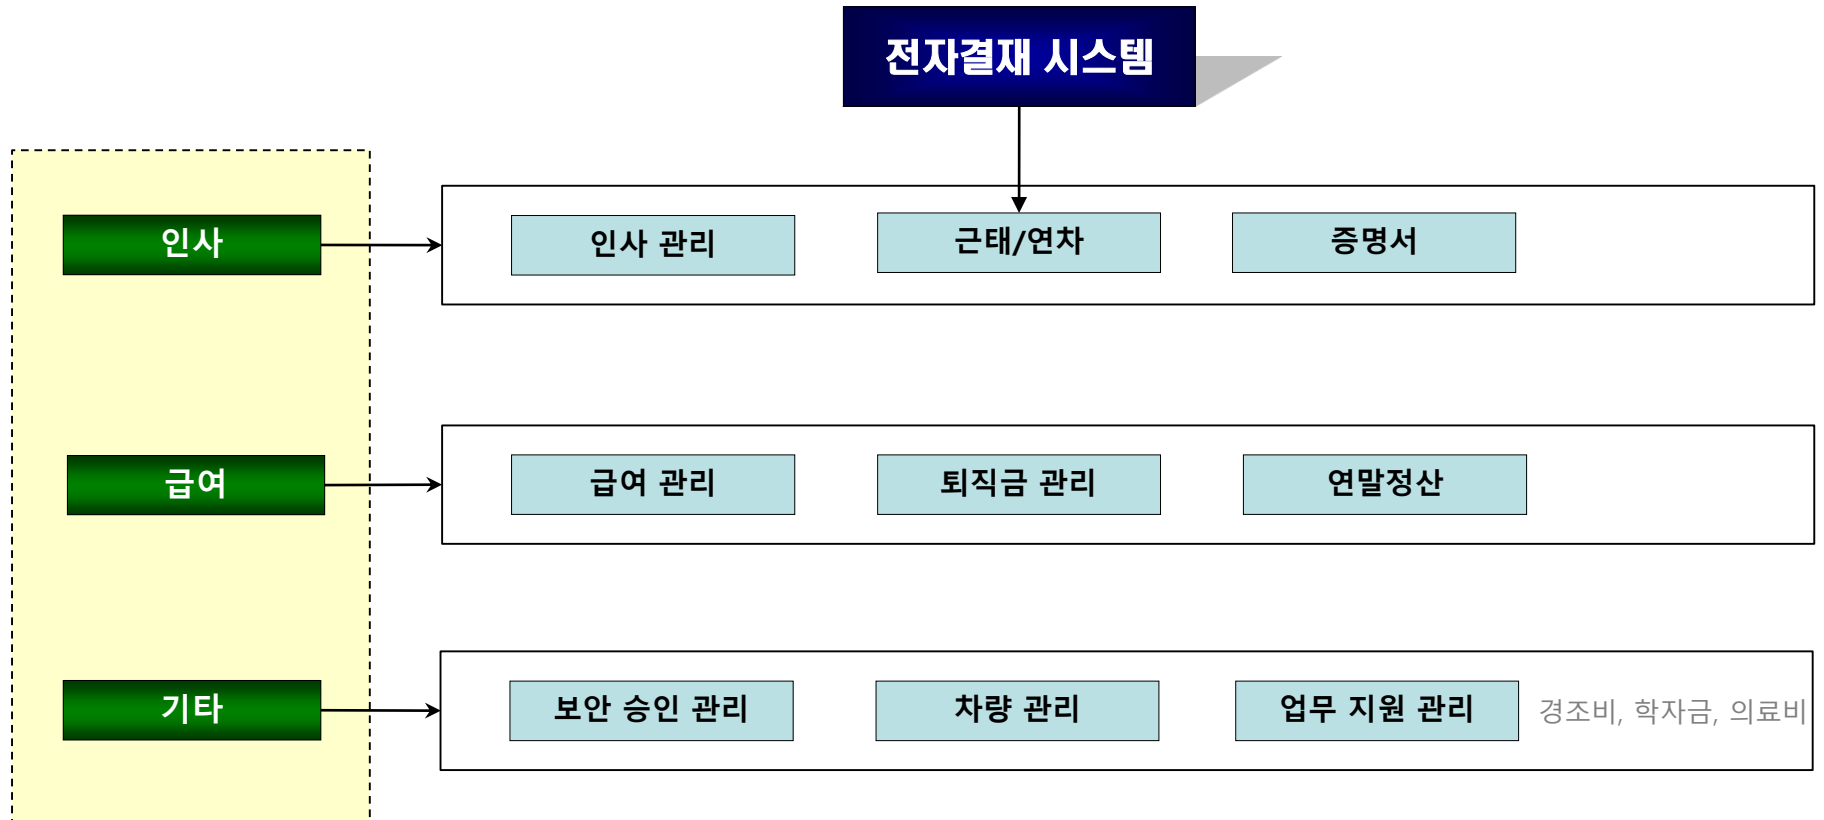 전자결재 시스템
인사
인사 관리
근태/연차
증명서
급여
급여 관리
퇴직금 관리
연말정산
기타
보안 승인 관리
차량 관리
업무 지원 관리
경조비, 학자금, 의료비